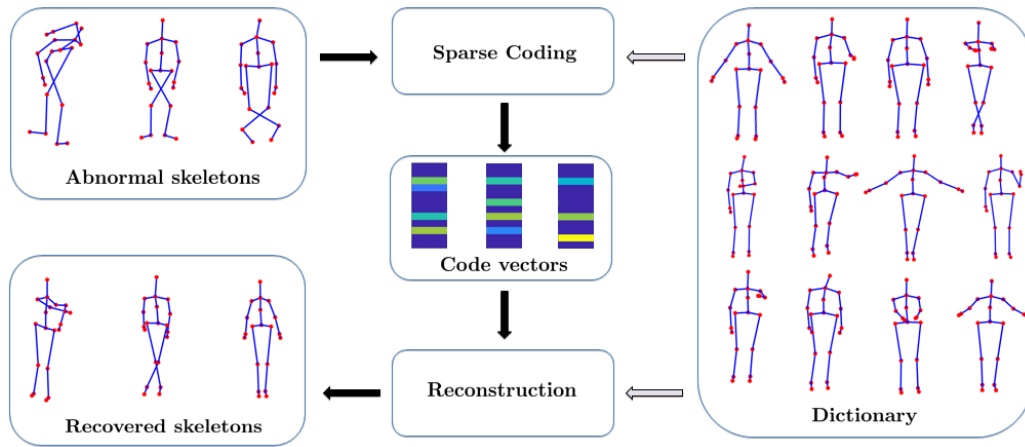 Sparse Coding
Abnormal skeletons
Code vectors
Reconstruction
Recovered skeletons
Dictionary